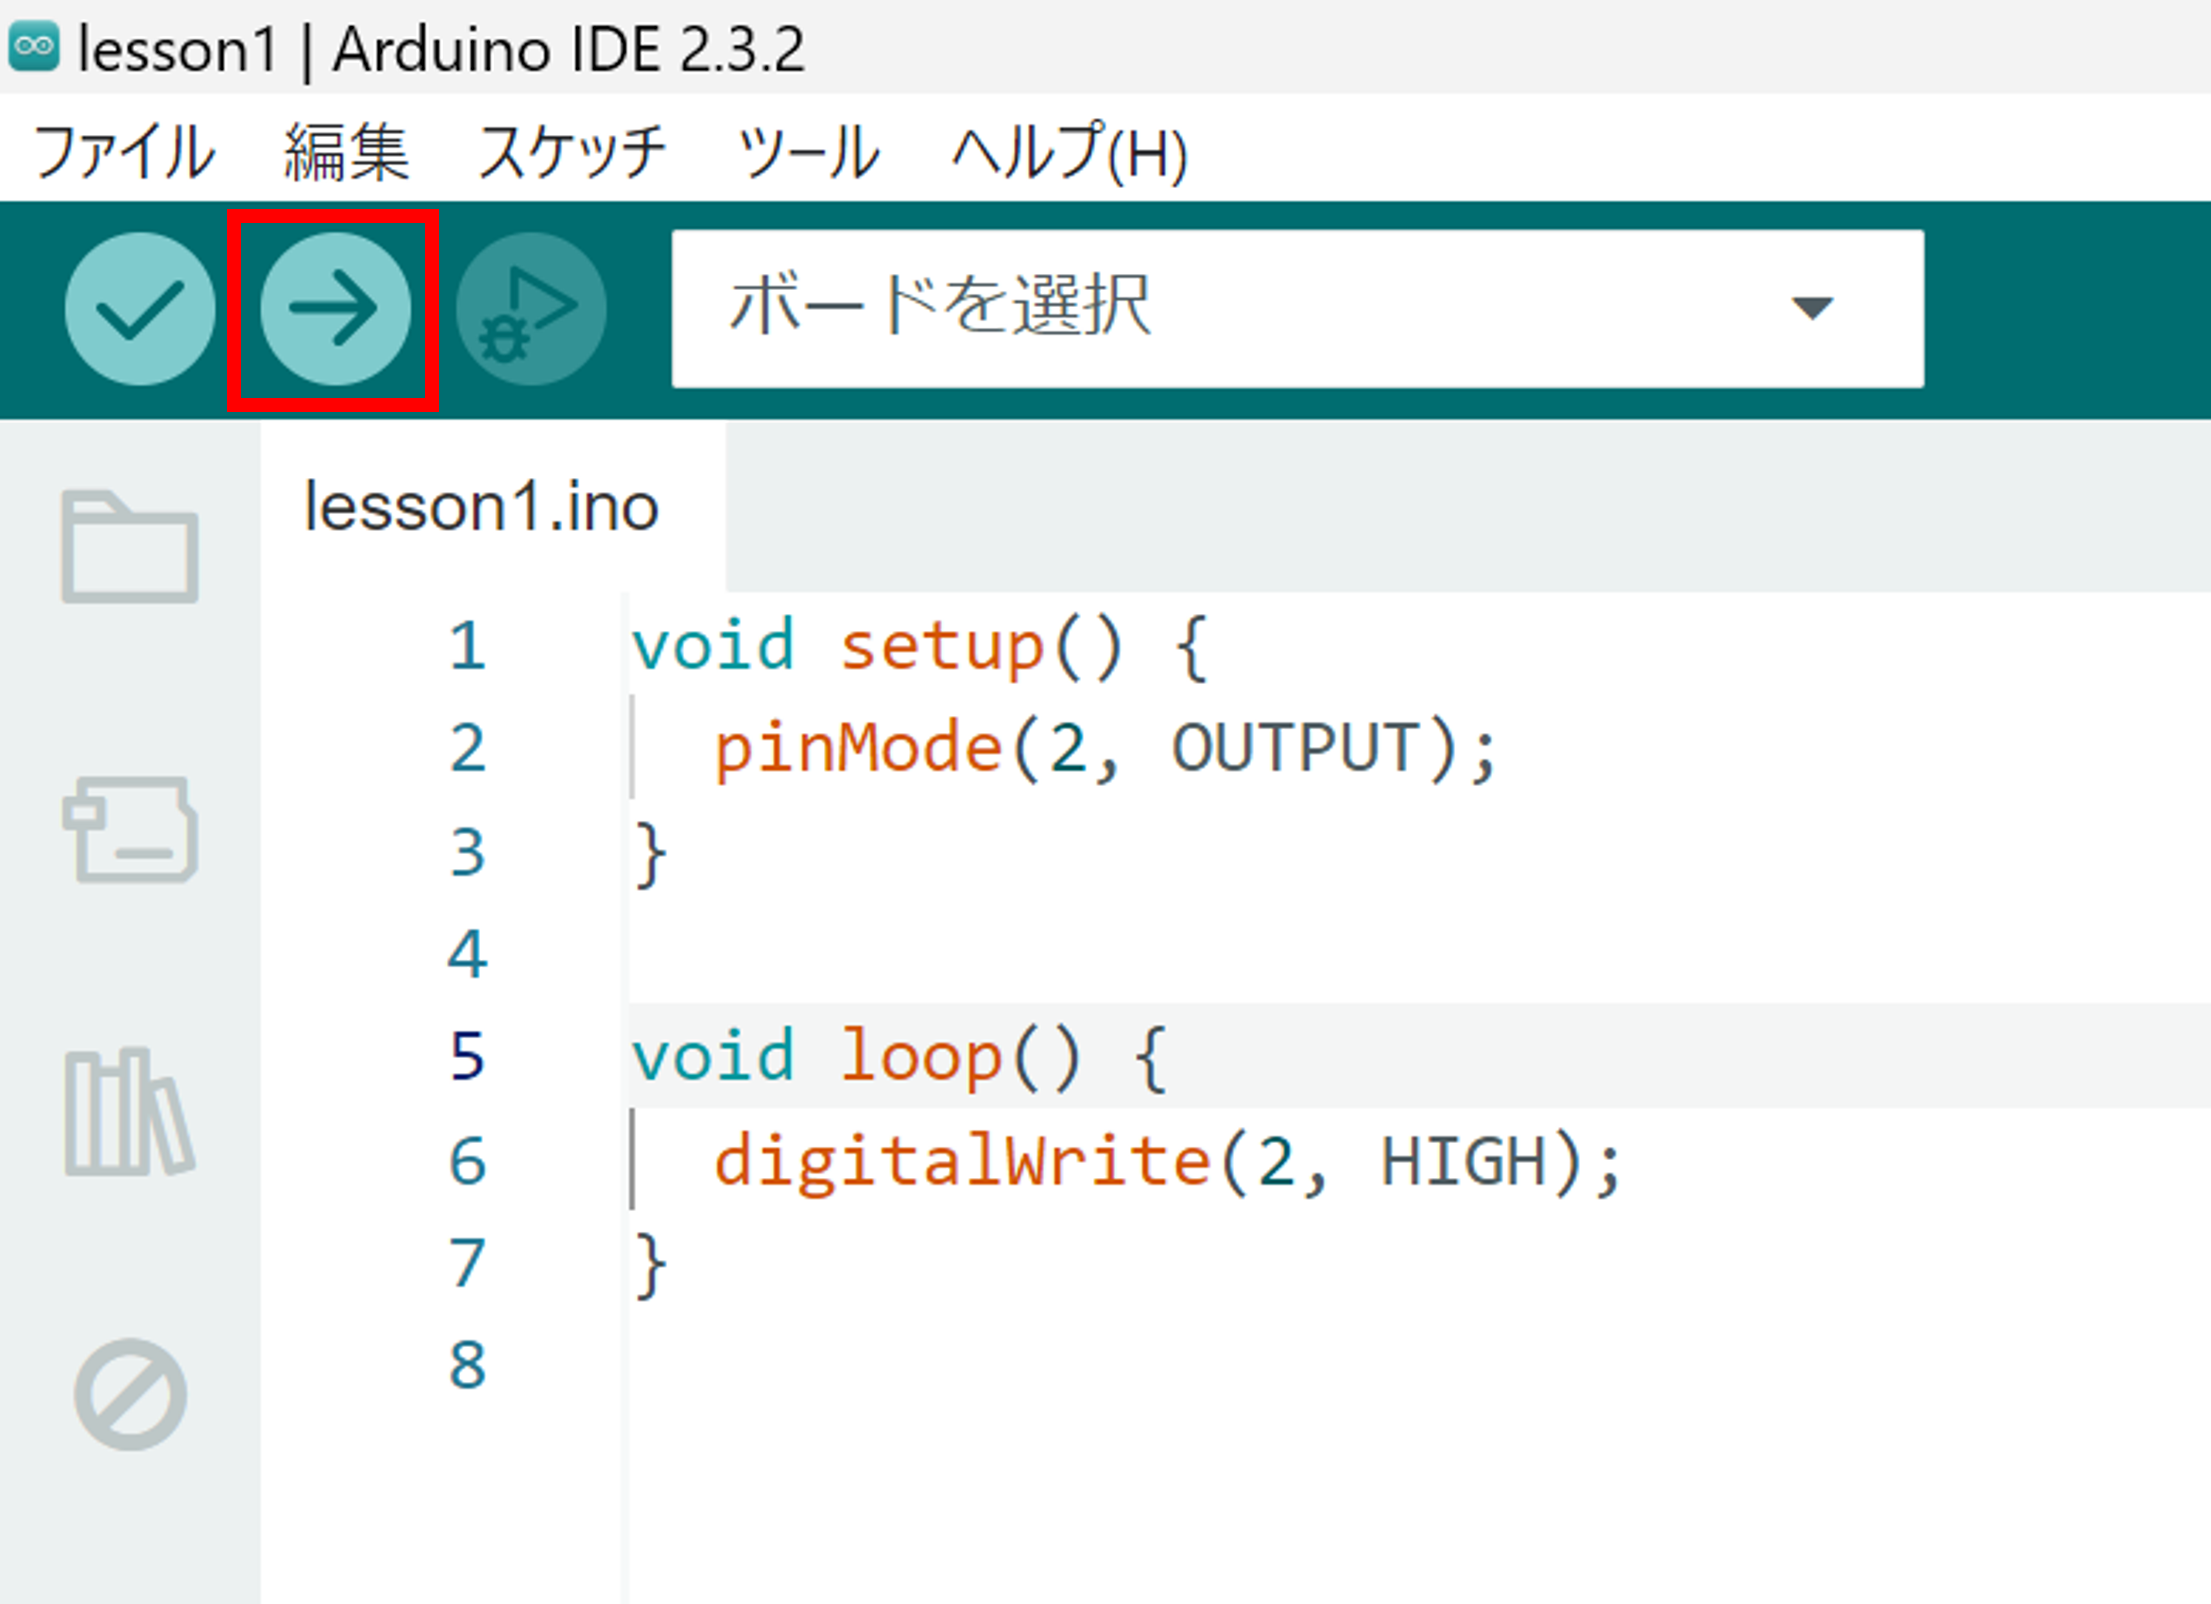 lesson1 | Arduino IDE 2.3.2
ファイル 編集 スケッチ ツール ヘルプ(H)
ボードを選択
lesson1.ino
1 void setup() {
2   pinMode(2, OUTPUT);
3 }
4
5 void loop() {
6   digitalWrite(2, HIGH);
7 }
8